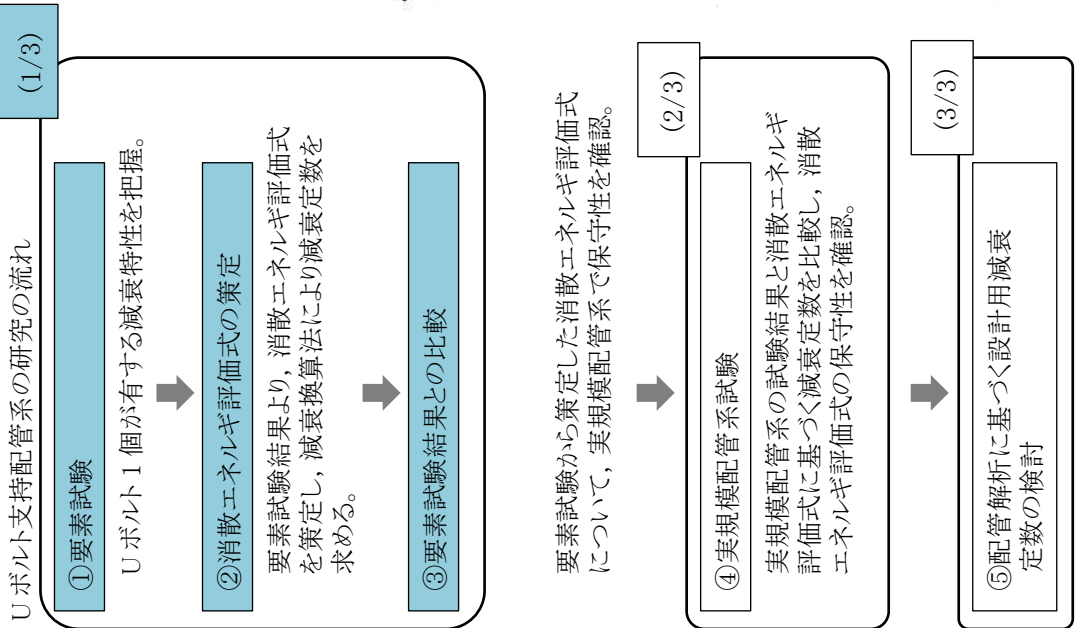 Uボルト支持配管系の研究の流れ
(1/3)
①要素試験
Uボルト1個が有する減衰特性を把握。
②消散エネルギ評価式の策定
要素試験結果より，消散エネルギ評価式
を策定し，減衰換算法により減衰定数を
求める。
③要素試験結果との比較
要素試験から策定した消散エネルギ評価式
について，実規模配管系で保守性を確認。
(2/3)
④実規模配管系試験
実規模配管系の試験結果と消散エネルギ
評価式に基づく減衰定数を比較し，消散
エネルギ評価式の保守性を確認。
(3/3)
⑤配管解析に基づく設計用減衰
定数の検討